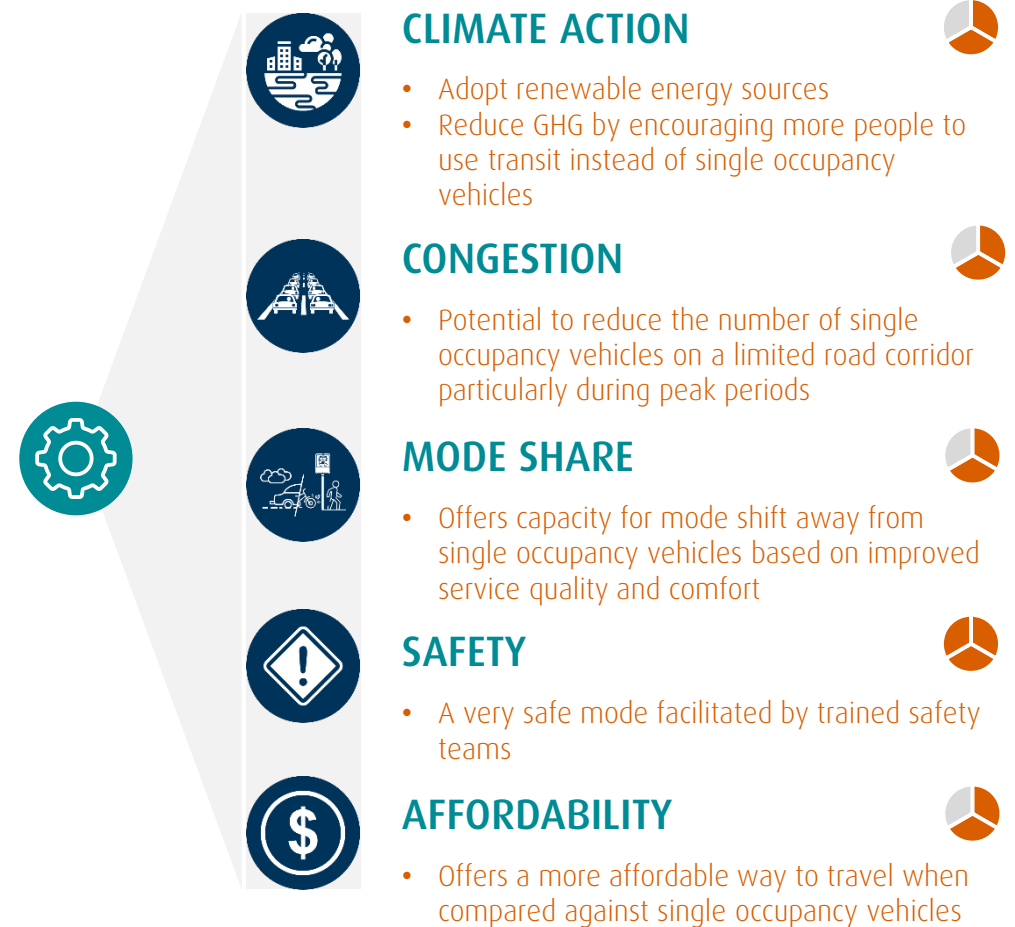 CLIMATE ACTION
• Adopt renewable energy sources
• Reduce GHG by encouraging more people to
use transit instead of single occupancy
vehicles
CONGESTION
• Potential to reduce the number of single
occupancy vehicles on a limited road corridor
particularly during peak periods
MODE SHARE
• Offers capacity for mode shift away from
single occupancy vehicles based on improved
service quality and comfort
SAFETY
• A very safe mode facilitated by trained safety
teams
$
AFFORDABILITY
• Offers a more affordable way to travel when
compared against single occupancy vehicles